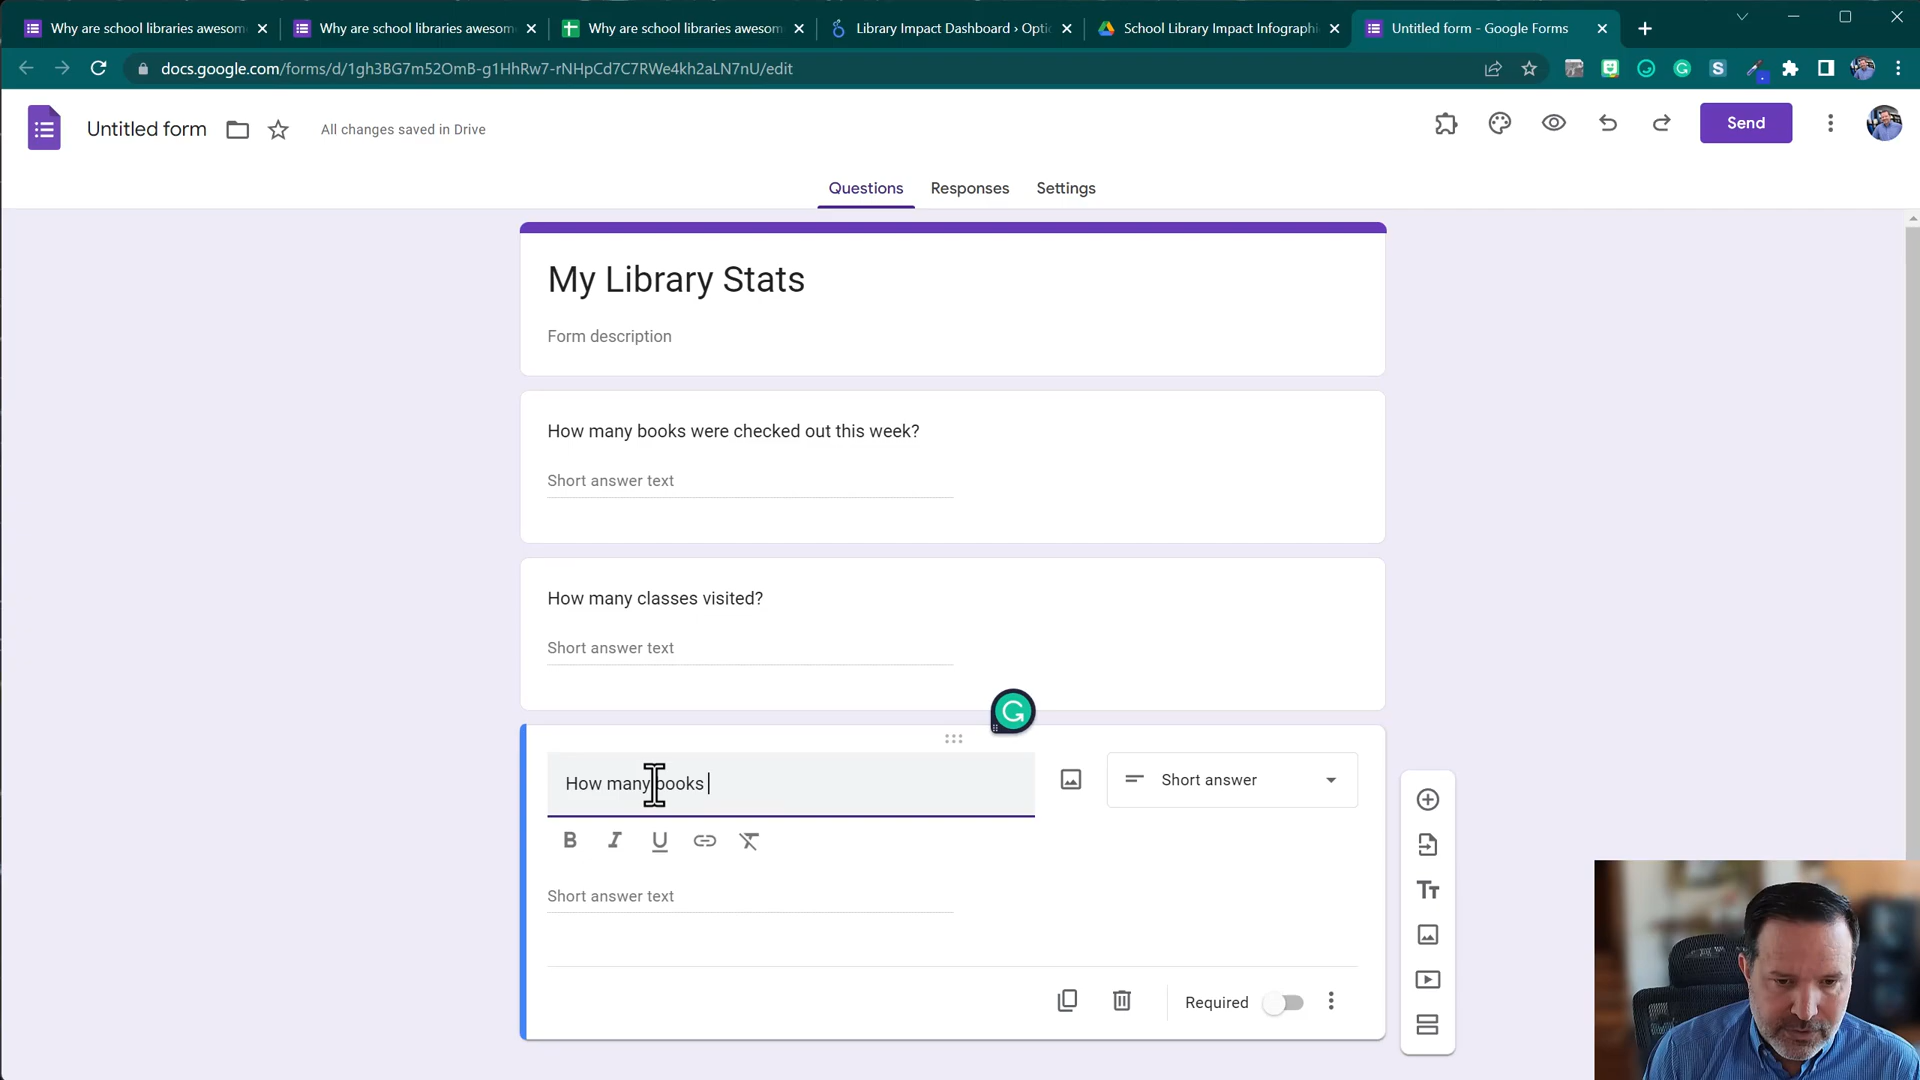 Why are school libraries awesom
Why are school libraries awesom
Why are school libraries awesom
Library Impact Dashboard › Optic
School Library Impact Infographi
Untitled form - Google Forms
docs.google.com/forms/d/1gh3BG7m52OmB-g1HhRw7-rNHpCd7C7RWe4kh2aLN7nU/edit
Untitled form
All changes saved in Drive
Send
Questions
Responses
Settings
My Library Stats
Form description
How many books were checked out this week?
Short answer text
How many classes visited?
Short answer text
How many books
Short answer
B I U
Short answer text
Required